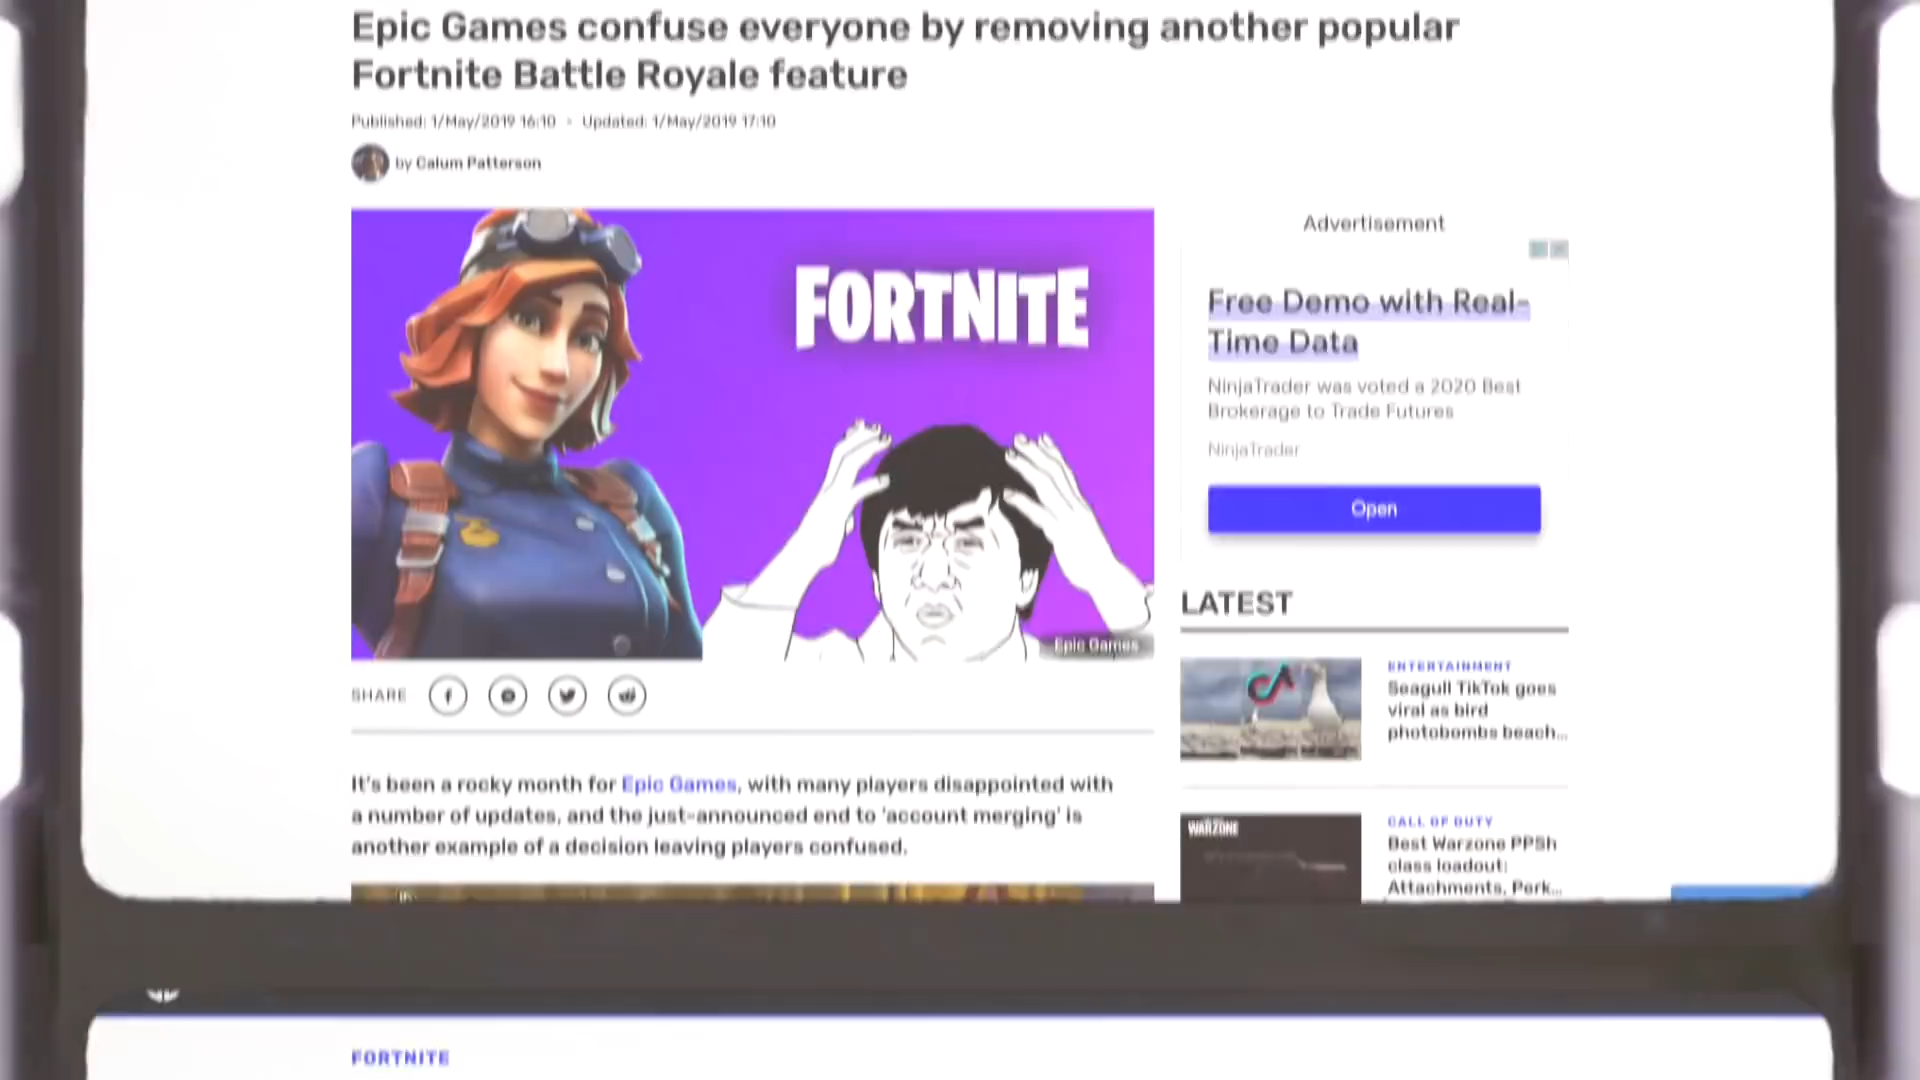 Epic Games confuse everyone by removing another popular
Fortnite Battle Royale feature
Published: 1/May/2019 16:10 • Updated: 1/May/2019 17:10
by Calum Patterson
FORTNITE
Epic Games
SHARE
It's been a rocky month for Epic Games, with many players disappointed with
a number of updates, and the just-announced end to 'account merging' is
another example of a decision leaving players confused.
Advertisement
Free Demo with Real-
Time Data
NinjaTrader was voted a 2020 Best
Brokerage to Trade Futures
NinjaTrader
Open
LATEST
ENTERTAINMENT
Seagull TikTok goes
viral as bird
photobombs beach...
WARZONE
CALL OF DUTY
Best Warzone PPSh
class loadout:
Attachments, Perk...
FORTNITE